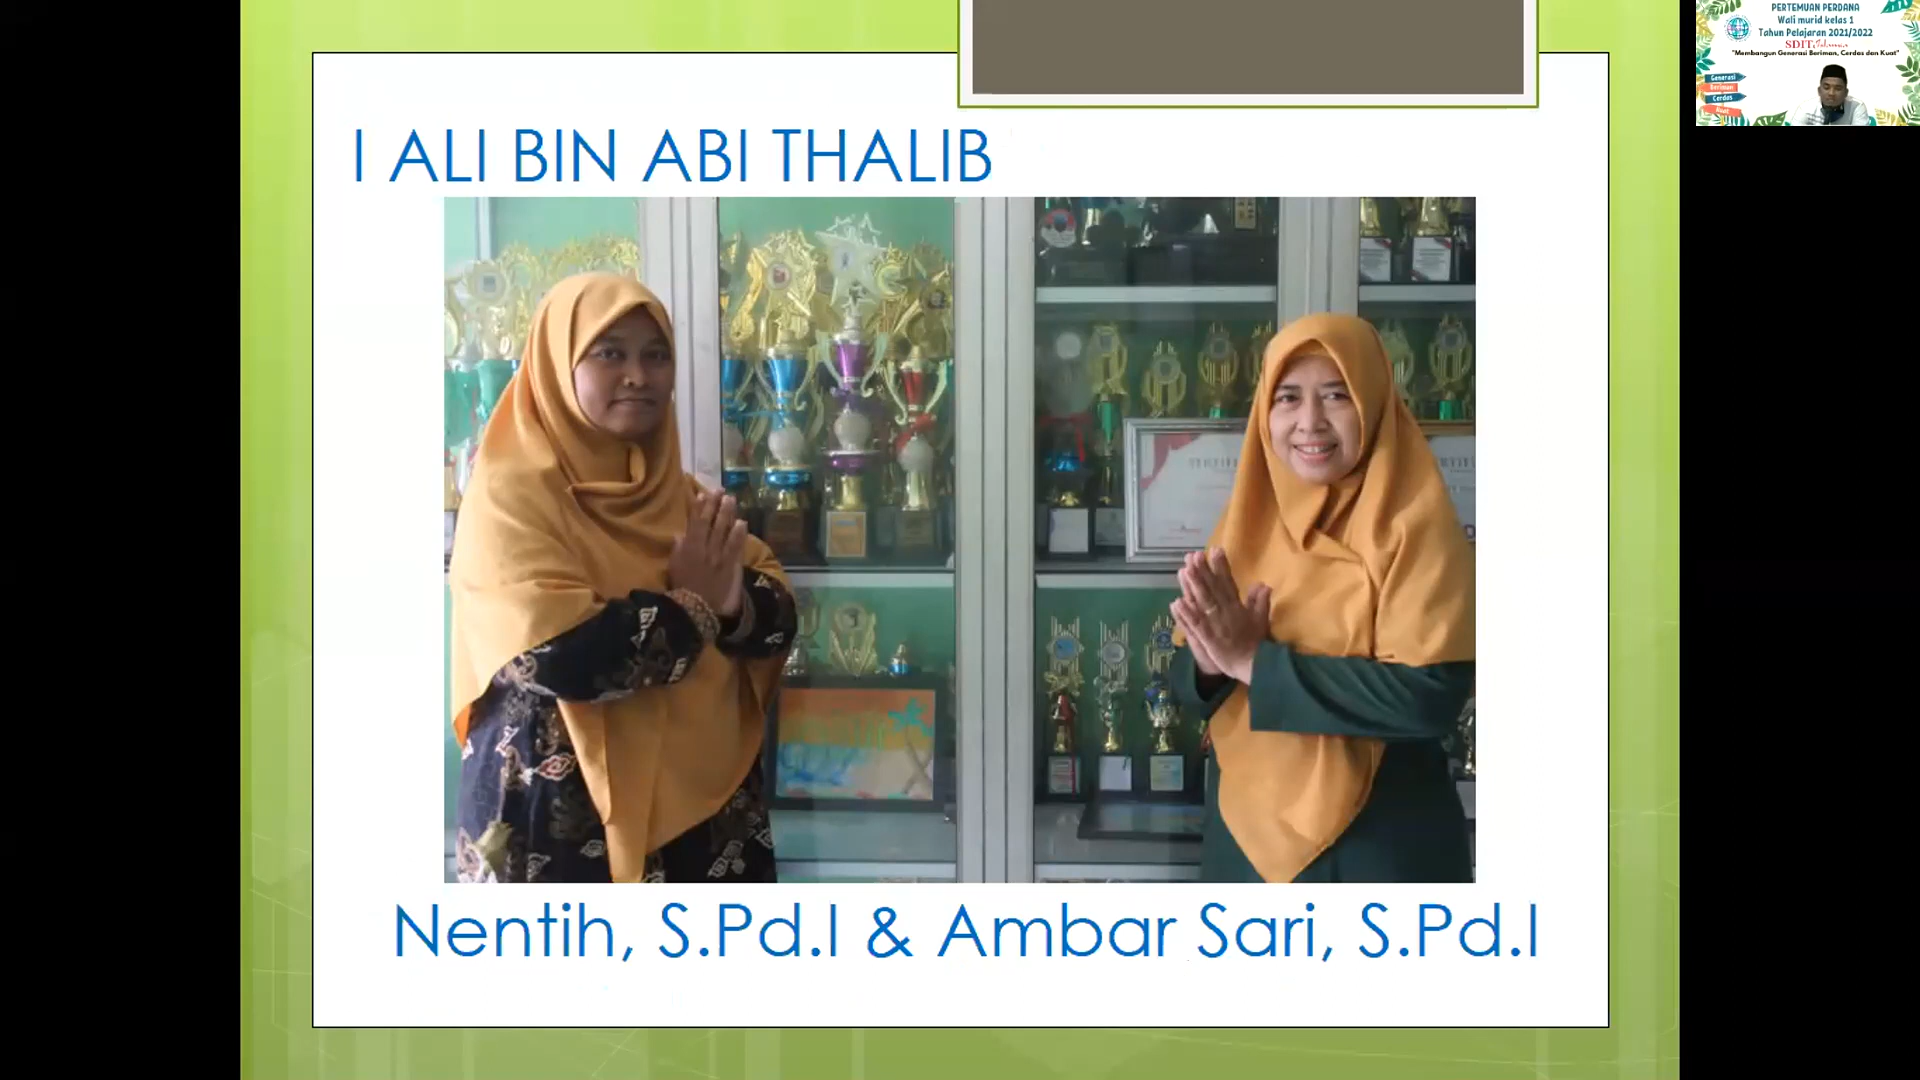 I ALI BIN ABI THALIB
Nentih, S.Pd.I & Ambar Sari, S.Pd.I
PERTEMUAN PERDANA
Wali murid kelas 1
Tahun Pelajaran 2021/2022
SDIT
"Membangun Generasi Beriman, Cerdas dan Kuat"
Generasi
Beriman
Cerdas
Kuat